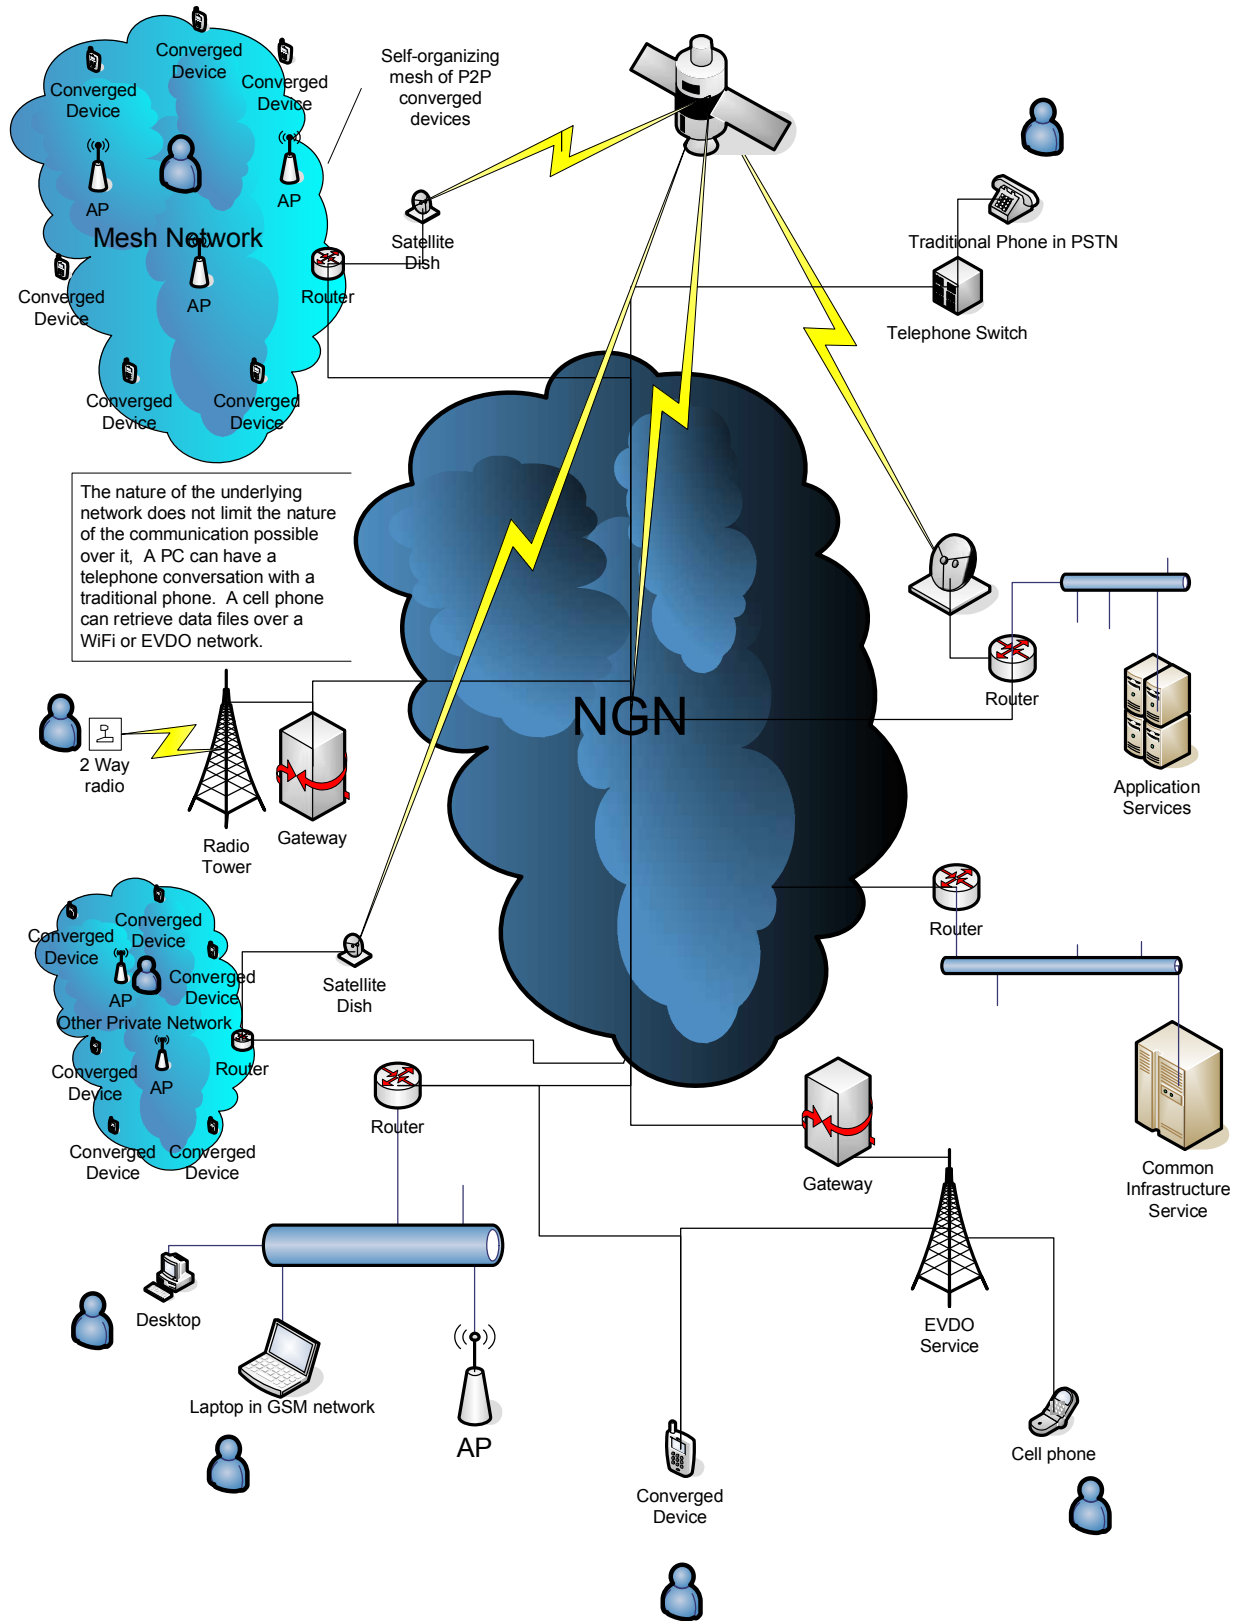 Converged
Device
Converged
Device
Converged
Device
AP
AP
Mesh Network
AP
Converged
Device
Router
Converged
Device
Converged
Device
Self-organizing
mesh of P2P
converged
devices
Satellite
Dish
Traditional Phone in PSTN
Telephone Switch
The nature of the underlying
network does not limit the nature
of the communication possible
over it, A PC can have a
telephone conversation with a
traditional phone. A cell phone
can retrieve data files over a
WiFi or EVDO network.
NGN
Router
Application
Services
2 Way
radio
Radio
Tower
Gateway
Converged
Device
Converged
Device
Converged
Device
AP
Other Private Network
Converged
Device
AP
Router
Converged
Device
Converged
Device
Satellite
Dish
Router
Router
Gateway
Common
Infrastructure
Service
Desktop
Laptop in GSM network
AP
EVDO
Service
Cell phone
Converged
Device